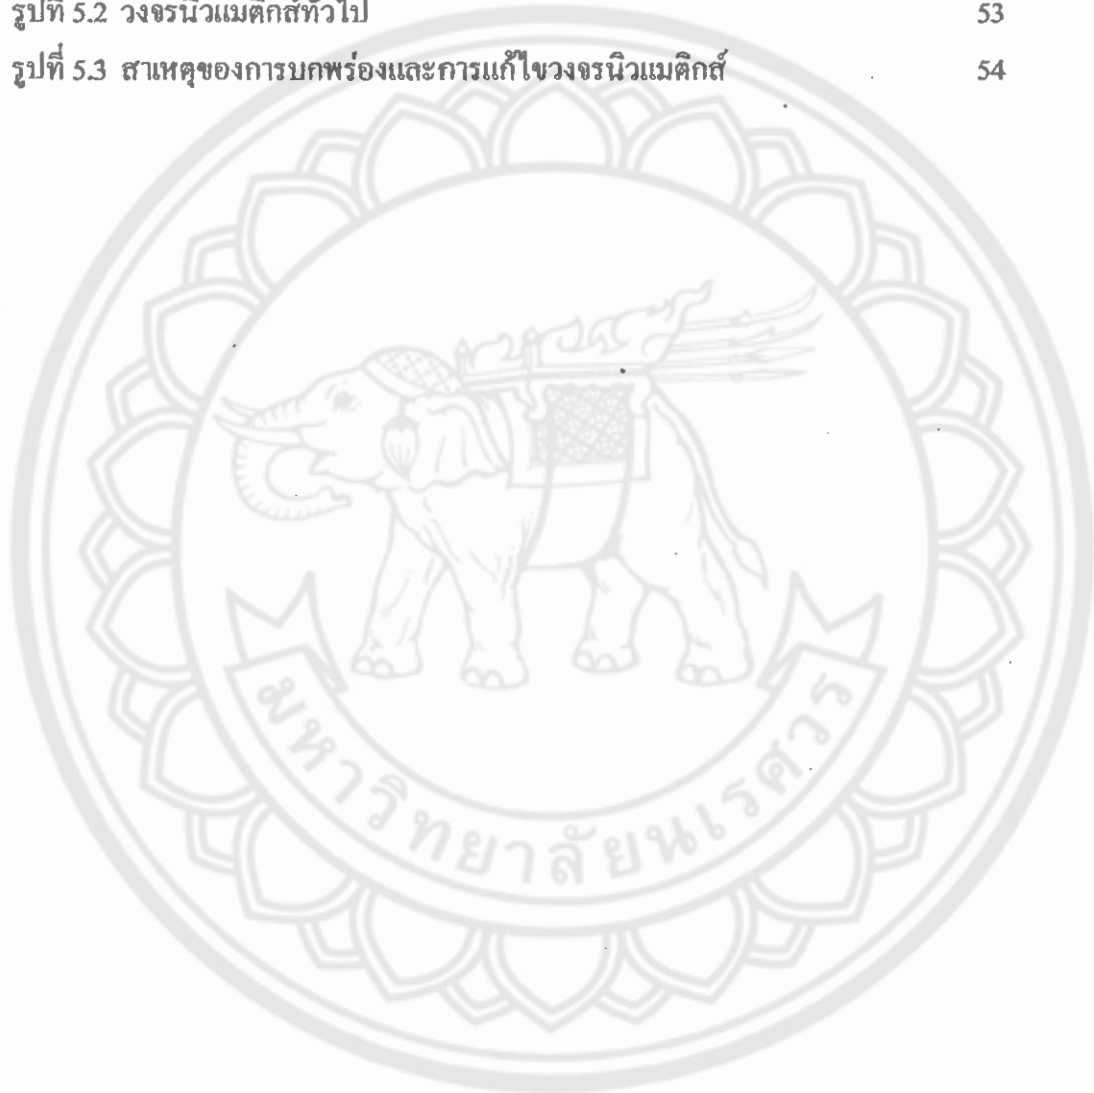 รูปที่ 5.2 วงจรนิวแมติกส์ทั่วไป 53
รูปที่ 5.3 สาเหตุของการบกพร่องและการแก้ไขวงจรนิวแมติกส์ 54
มหาวิทยาลัยนเรศวร